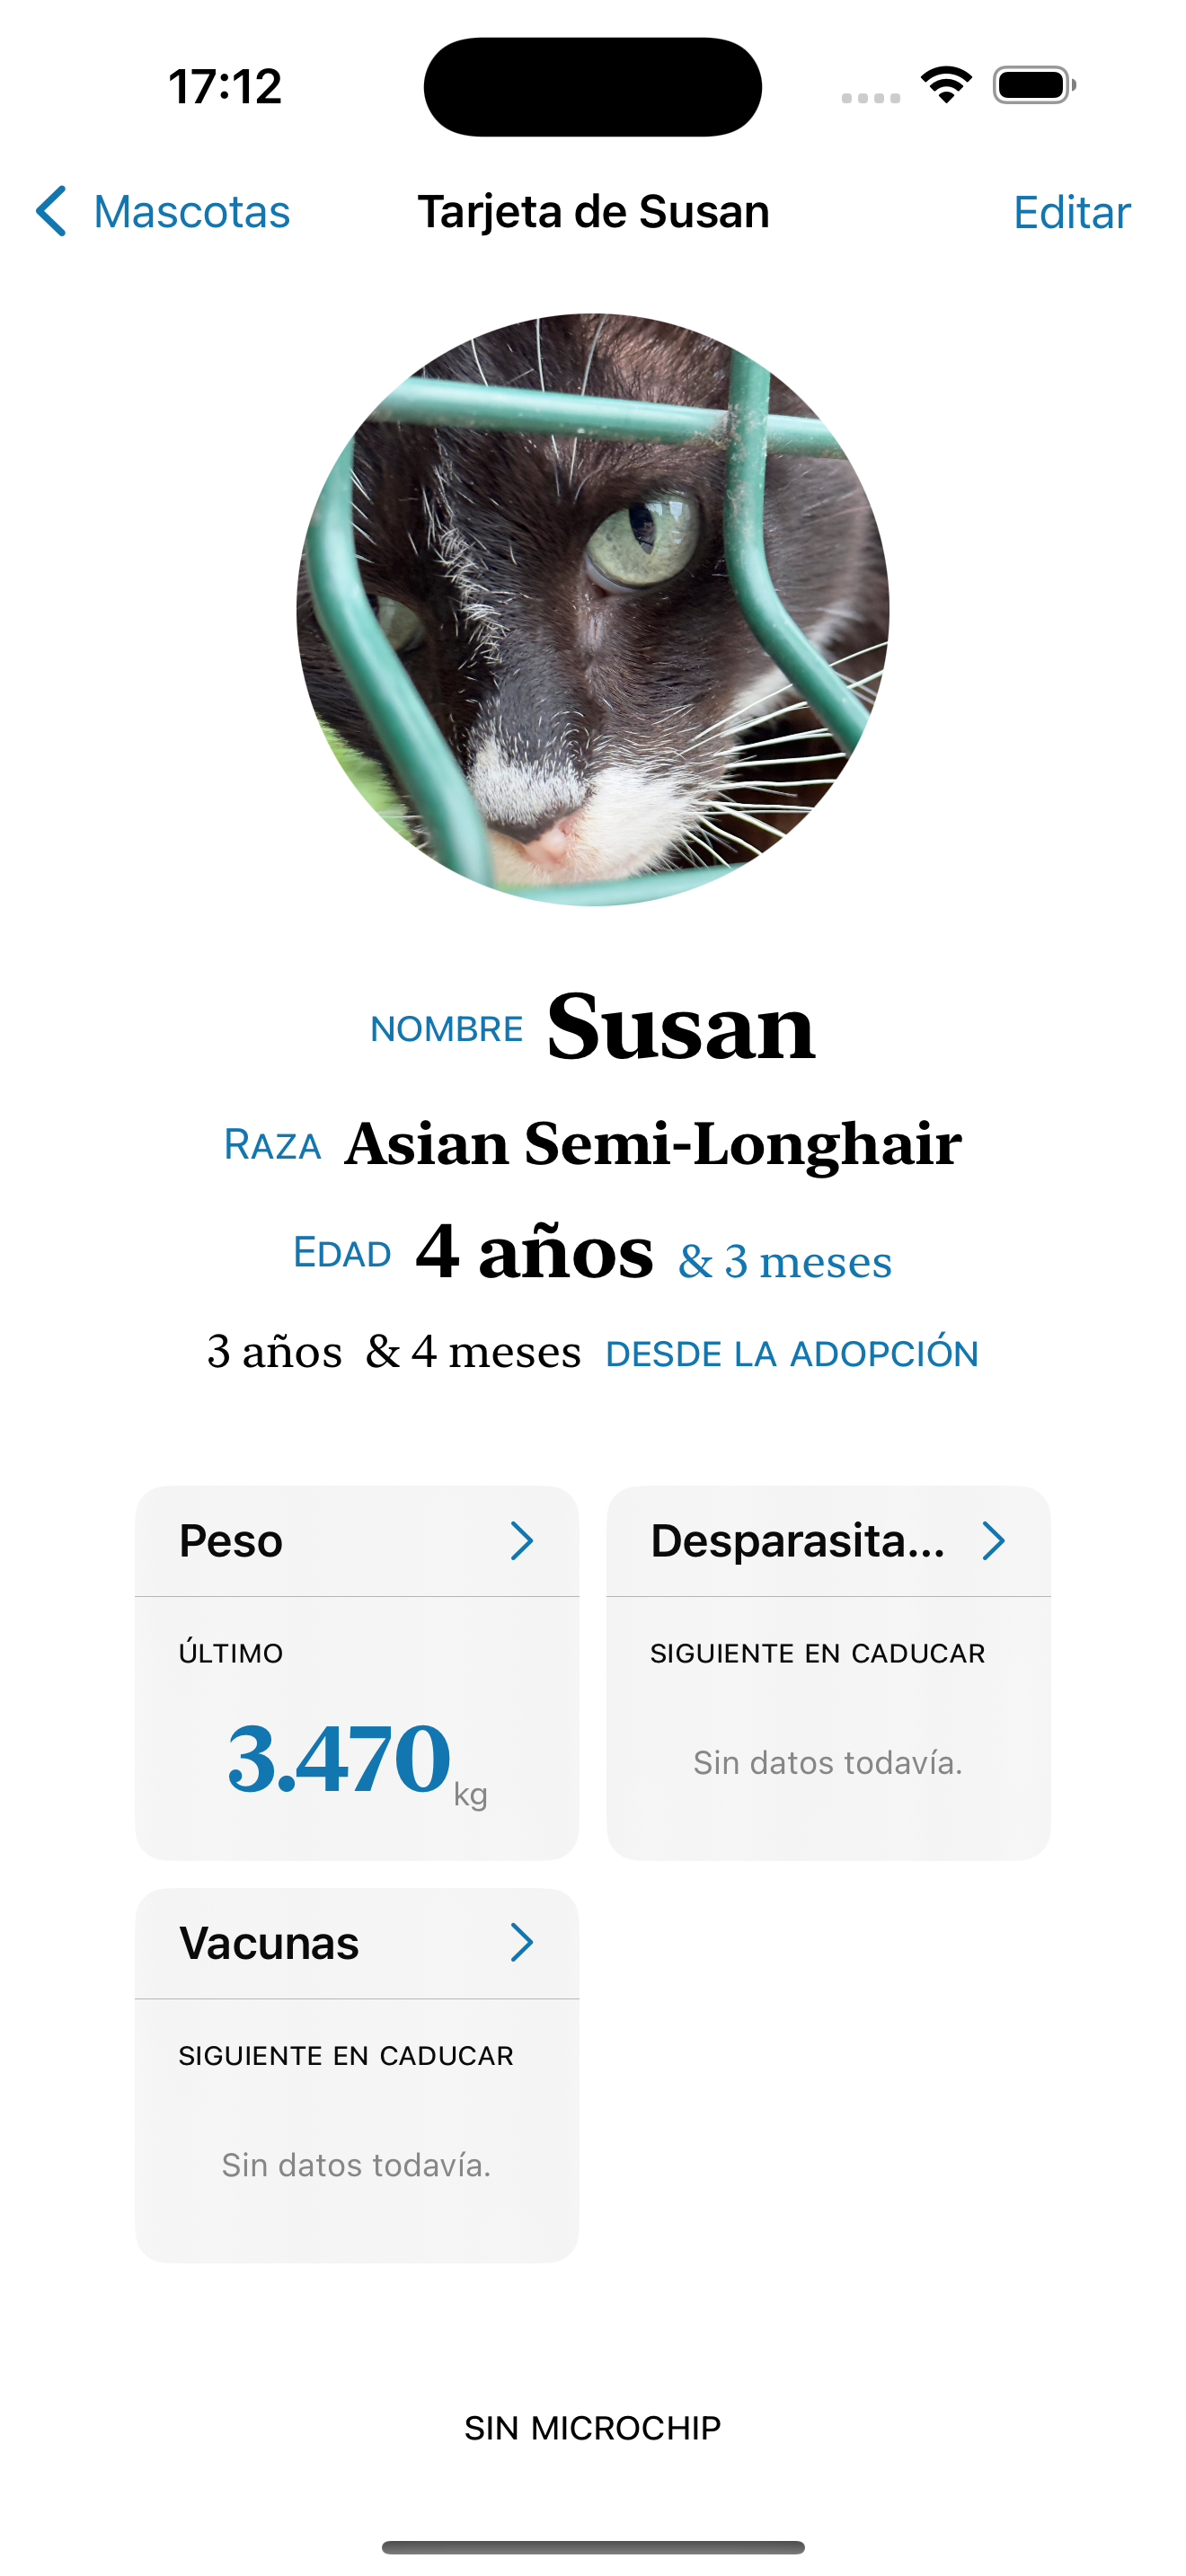 17:12
Mascotas Tarjeta de Susan Editar
NOMBRE Susan
RAZA Asian Semi-Longhair
EDAD 4 años & 3 meses
3 años & 4 meses DESDE LA ADOPCIÓN
Peso
ÚLTIMO
3.470 kg
Desparasita...
SIGUIENTE EN CADUCAR
Sin datos todavía.
Vacunas
SIGUIENTE EN CADUCAR
Sin datos todavía.
SIN MICROCHIP